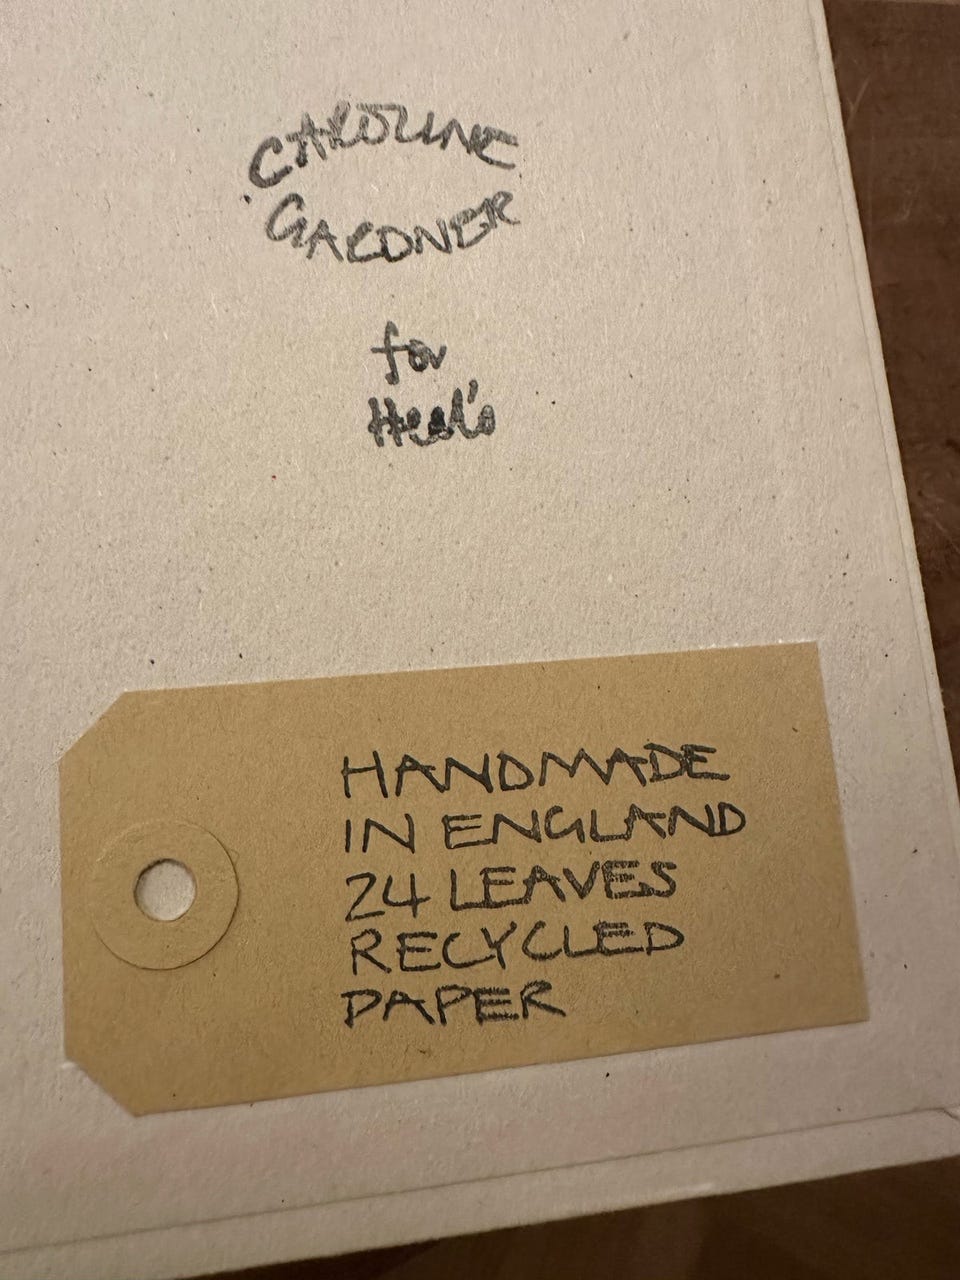 CAROLINE
GARDNER
for
Heal's
HANDMADE
IN ENGLAND
24 LEAVES
RECYCLED
PAPER